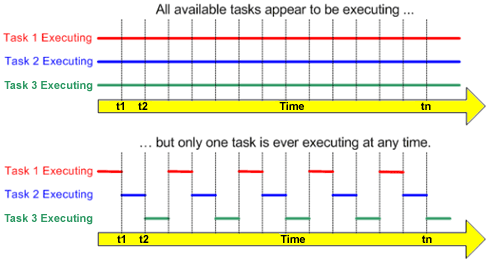 All available tasks appear to be executing ...
Task 1 Executing
Task 2 Executing
Task 3 Executing
t1 t2 Time tn
... but only one task is ever executing at any time.
Task 1 Executing
Task 2 Executing
Task 3 Executing
t1 t2 Time tn